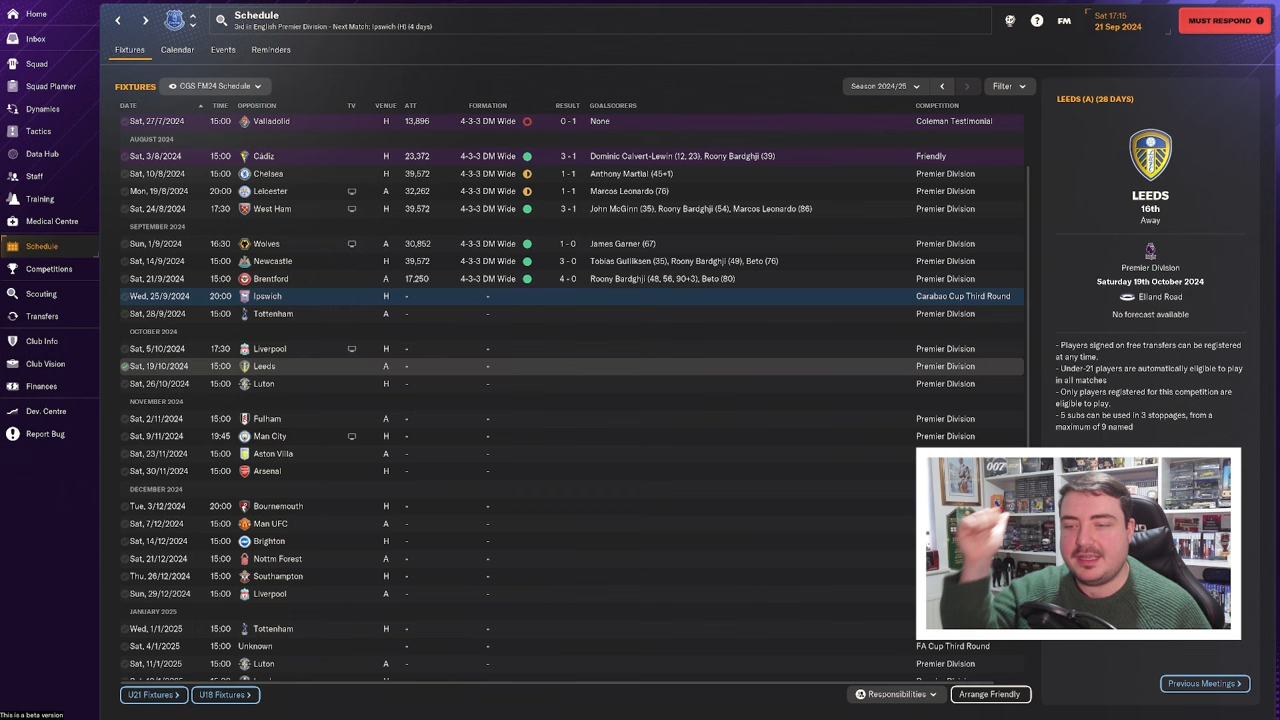 Home
Inbox
Squad
Squad Planner
Dynamics
Tactics
Data Hub
Staff
Training
Medical Centre
Schedule
Competitions
Scouting
Transfers
Club Info
Club Vision
Finances
Dev. Centre
Report Bug
This is a beta version
Schedule
3rd in English Premier Division - Next Match: Ipswich (H) (4 days)
FM
Sat 17:15
21 Sep 2024
MUST RESPOND
Fixtures Calendar Events Reminders
FIXTURES CGS FM24 Schedule Season 2024/25 Filter
DATE TIME OPPOSITION TV VENUE ATT FORMATION RESULT GOALSCORERS COMPETITION
Sat, 27/7/2024 15:00 Valladolid H 13,896 4-3-3 DM Wide 0 - 1 None Coleman Testimonial
AUGUST 2024
Sat, 3/8/2024 15:00 Cádiz H 23,372 4-3-3 DM Wide 3 - 1 Dominic Calvert-Lewin (12, 23), Roony Bardghji (39) Friendly
Sat, 10/8/2024 15:00 Chelsea H 39,572 4-3-3 DM Wide 1 - 1 Anthony Martial (45+1) Premier Division
Mon, 19/8/2024 20:00 Leicester A 32,262 4-3-3 DM Wide 1 - 1 Marcos Leonardo (76) Premier Division
Sat, 24/8/2024 17:30 West Ham H 39,572 4-3-3 DM Wide 3 - 1 John McGinn (35), Roony Bardghji (54), Marcos Leonardo (86) Premier Division
SEPTEMBER 2024
Sun, 1/9/2024 16:30 Wolves A 30,852 4-3-3 DM Wide 1 - 0 James Garner (67) Premier Division
Sat, 14/9/2024 15:00 Newcastle H 39,572 4-3-3 DM Wide 3 - 0 Tobias Gulliksen (35), Roony Bardghji (49), Beto (76) Premier Division
Sat, 21/9/2024 15:00 Brentford A 17,250 4-3-3 DM Wide 4 - 0 Roony Bardghji (48, 56, 90+3), Beto (80) Premier Division
Wed, 25/9/2024 20:00 Ipswich H - - Carabao Cup Third Round
Sat, 28/9/2024 15:00 Tottenham A - - Premier Division
OCTOBER 2024
Sat, 5/10/2024 17:30 Liverpool H - - Premier Division
Sat, 19/10/2024 15:00 Leeds A - - Premier Division
Sat, 26/10/2024 15:00 Luton H - - Premier Division
NOVEMBER 2024
Sat, 2/11/2024 15:00 Fulham A - - Premier Division
Sat, 9/11/2024 19:45 Man City H - - Premier Division
Sat, 23/11/2024 15:00 Aston Villa A - -
Sat, 30/11/2024 15:00 Arsenal H - -
DECEMBER 2024
Tue, 3/12/2024 20:00 Bournemouth H - -
Sat, 7/12/2024 15:00 Man UFC A - -
Sat, 14/12/2024 15:00 Brighton H - -
Sat, 21/12/2024 15:00 Nottm Forest A - -
Thu, 26/12/2024 15:00 Southampton H - -
Sun, 29/12/2024 15:00 Liverpool A - -
JANUARY 2025
Wed, 1/1/2025 15:00 Tottenham H - -
Sat, 4/1/2025 15:00 Unknown - - FA Cup Third Round
Sat, 11/1/2025 15:00 Luton A - - Premier Division
U21 Fixtures U18 Fixtures Responsibilities Arrange Friendly
LEEDS (A) (28 DAYS)
LEEDS
16th
Away
Premier Division
Saturday 19th October 2024
Elland Road
No forecast available
- Players signed on free transfers can be registered
at any time.
- Under-21 players are automatically eligible to play
in all matches
- Only players registered for this competition are
eligible to play.
- 5 subs can be used in 3 stoppages, from a
maximum of 9 named
007
Previous Meetings